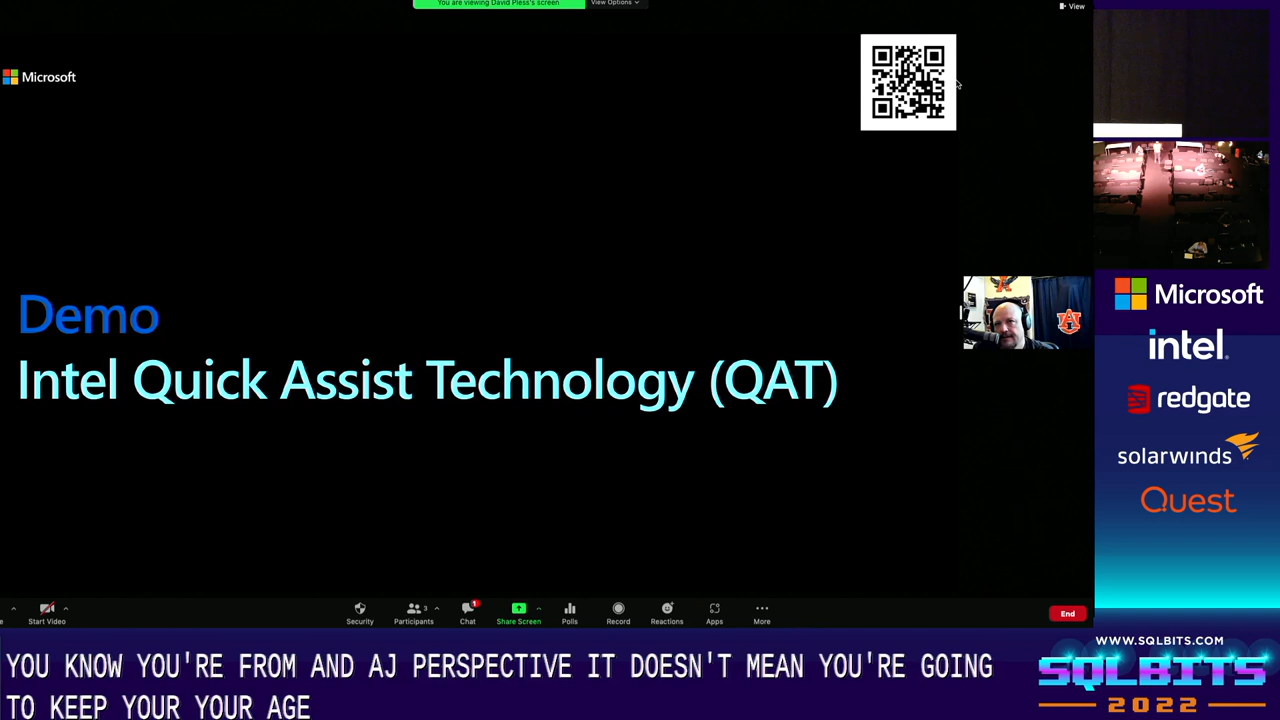 You are viewing David Pless's screen
View Options
View
Microsoft
Demo
Intel Quick Assist Technology (QAT)
Microsoft
intel.
redgate
solarwinds
Quest
Start Video
Security
3
Participants
1
Chat
Share Screen
Polls
Record
Reactions
Apps
More
End
YOU KNOW YOU'RE FROM AND AJ PERSPECTIVE IT DOESN'T MEAN YOU'RE GOING
TO KEEP YOUR YOUR AGE
WWW.SQLBITS.COM
SQLBITS
2022